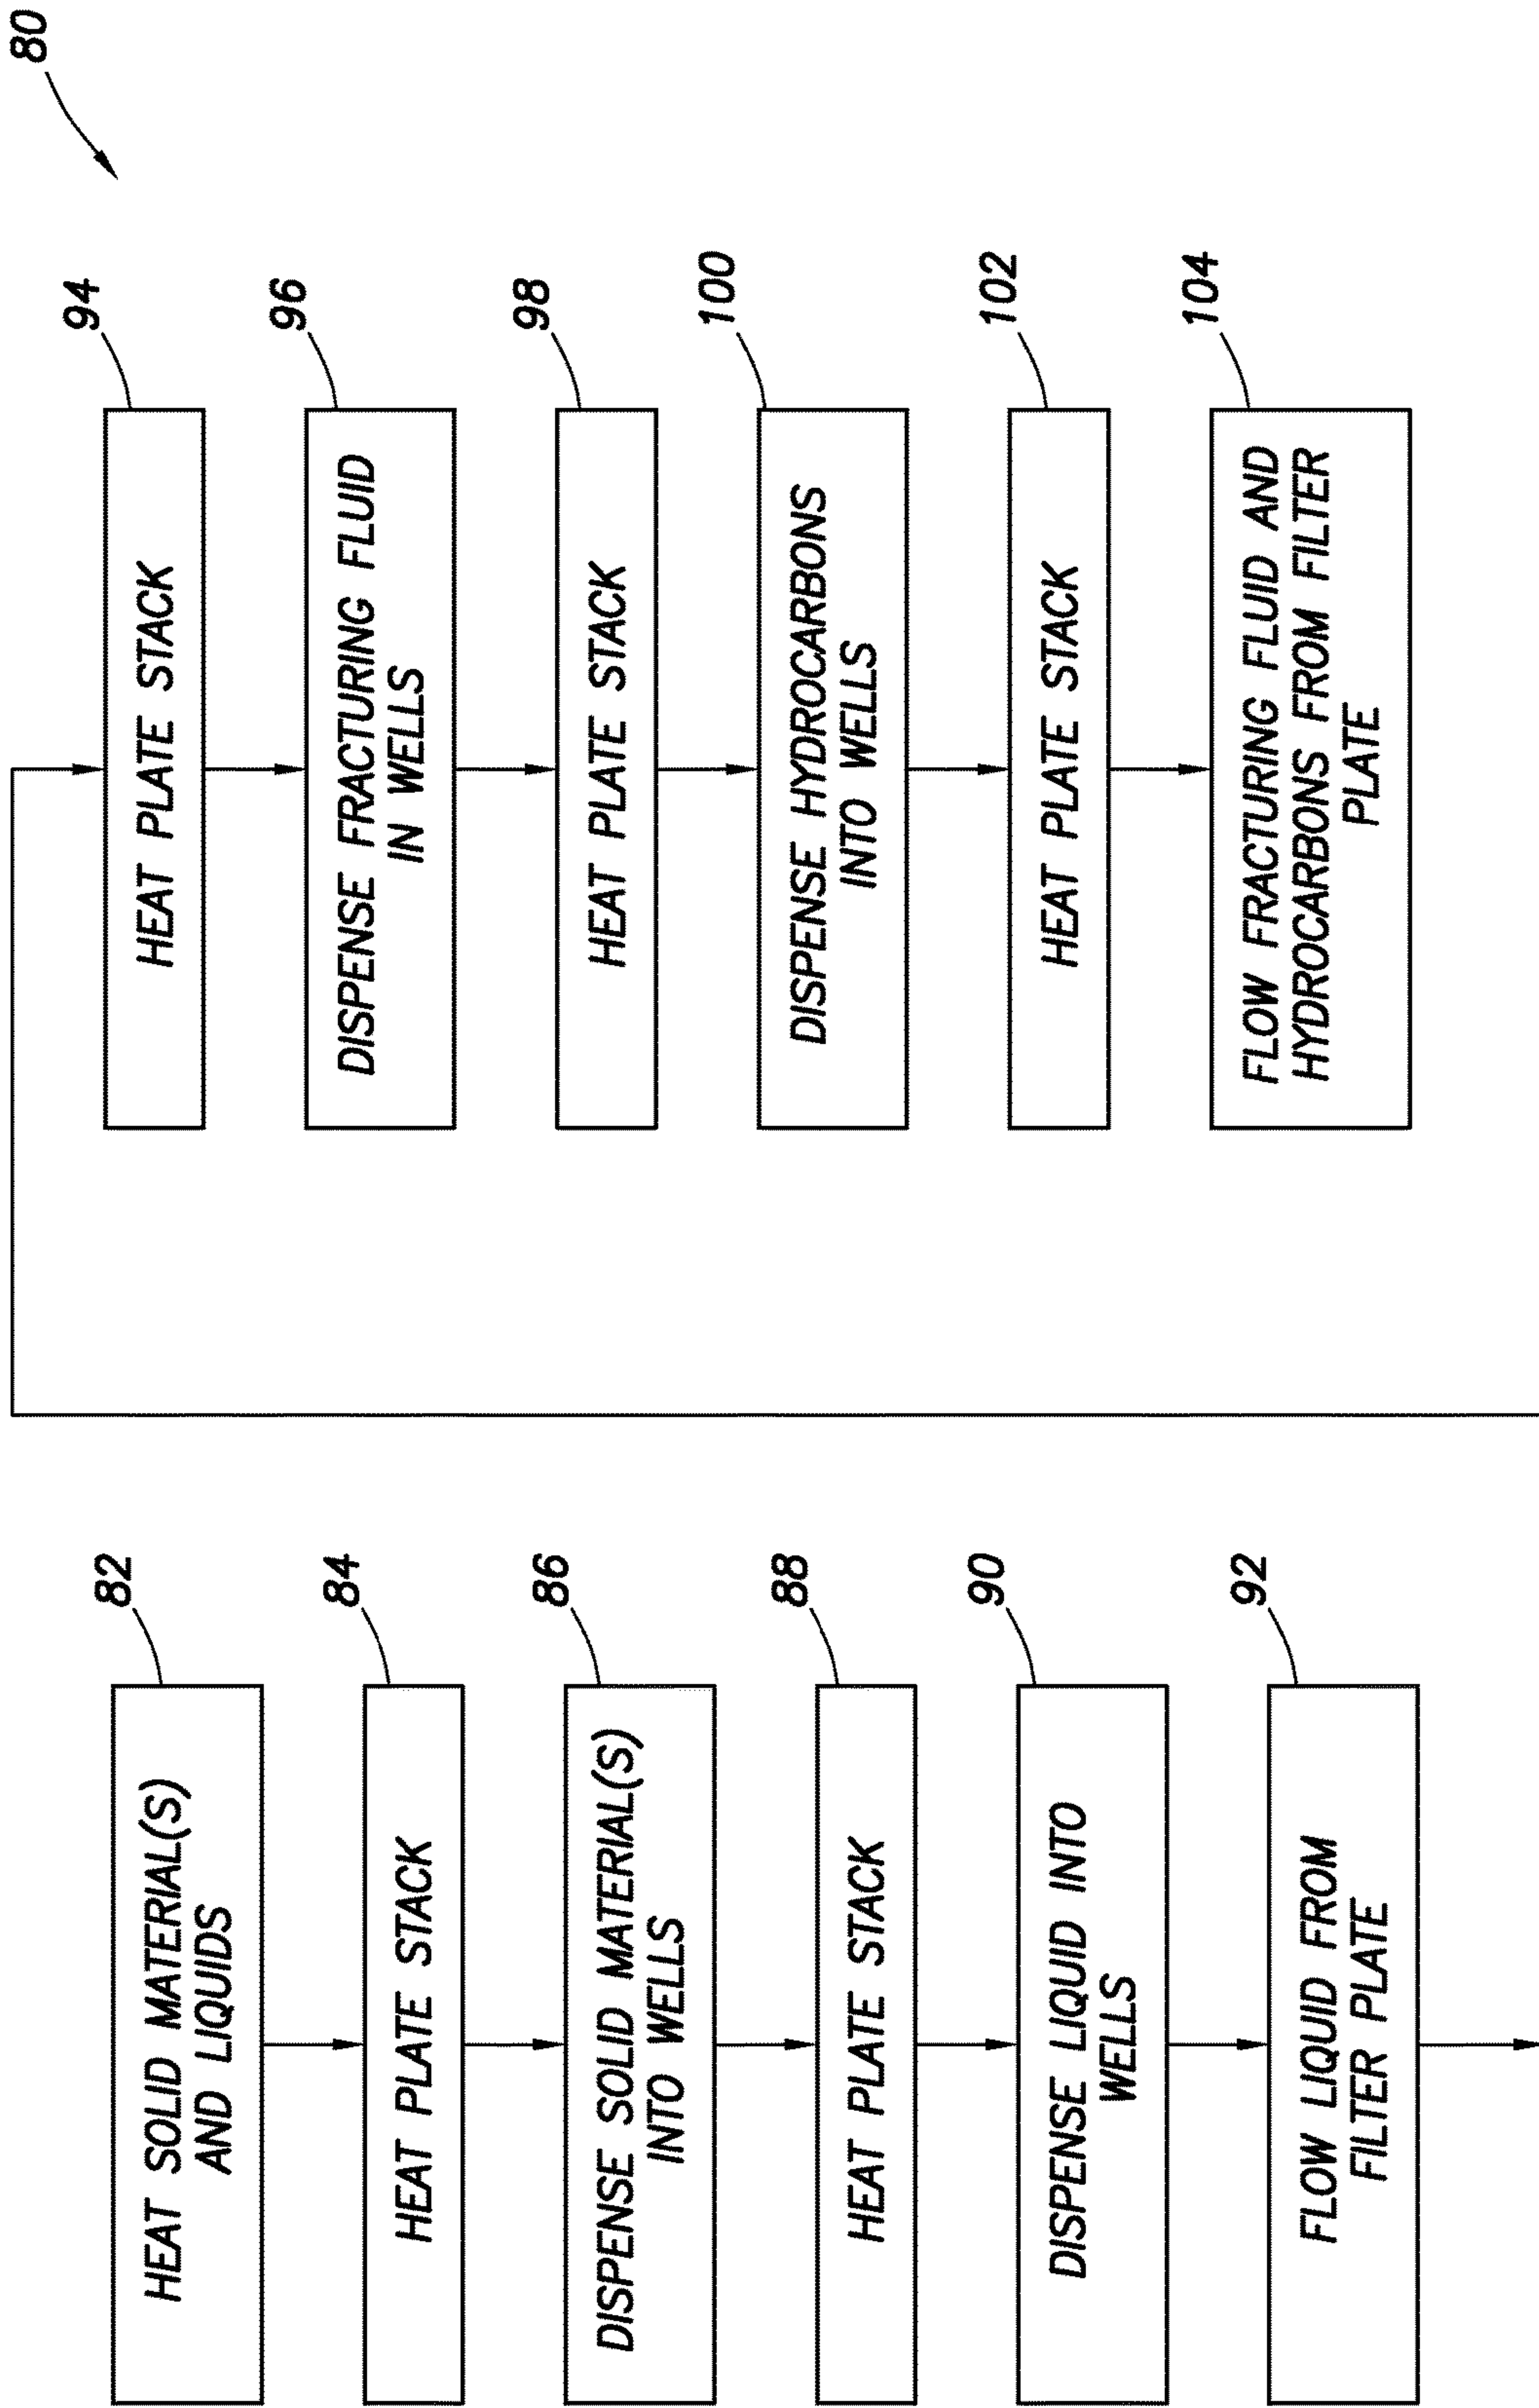 80
82
HEAT SOLID MATERIAL(S)
AND LIQUIDS
84
HEAT PLATE STACK
86
DISPENSE SOLID MATERIAL(S)
INTO WELLS
88
HEAT PLATE STACK
90
DISPENSE LIQUID INTO
WELLS
92
FLOW LIQUID FROM
FILTER PLATE
94
HEAT PLATE STACK
96
DISPENSE FRACTURING FLUID
IN WELLS
98
HEAT PLATE STACK
100
DISPENSE HYDROCARBONS
INTO WELLS
102
HEAT PLATE STACK
104
FLOW FRACTURING FLUID AND
HYDROCARBONS FROM FILTER
PLATE